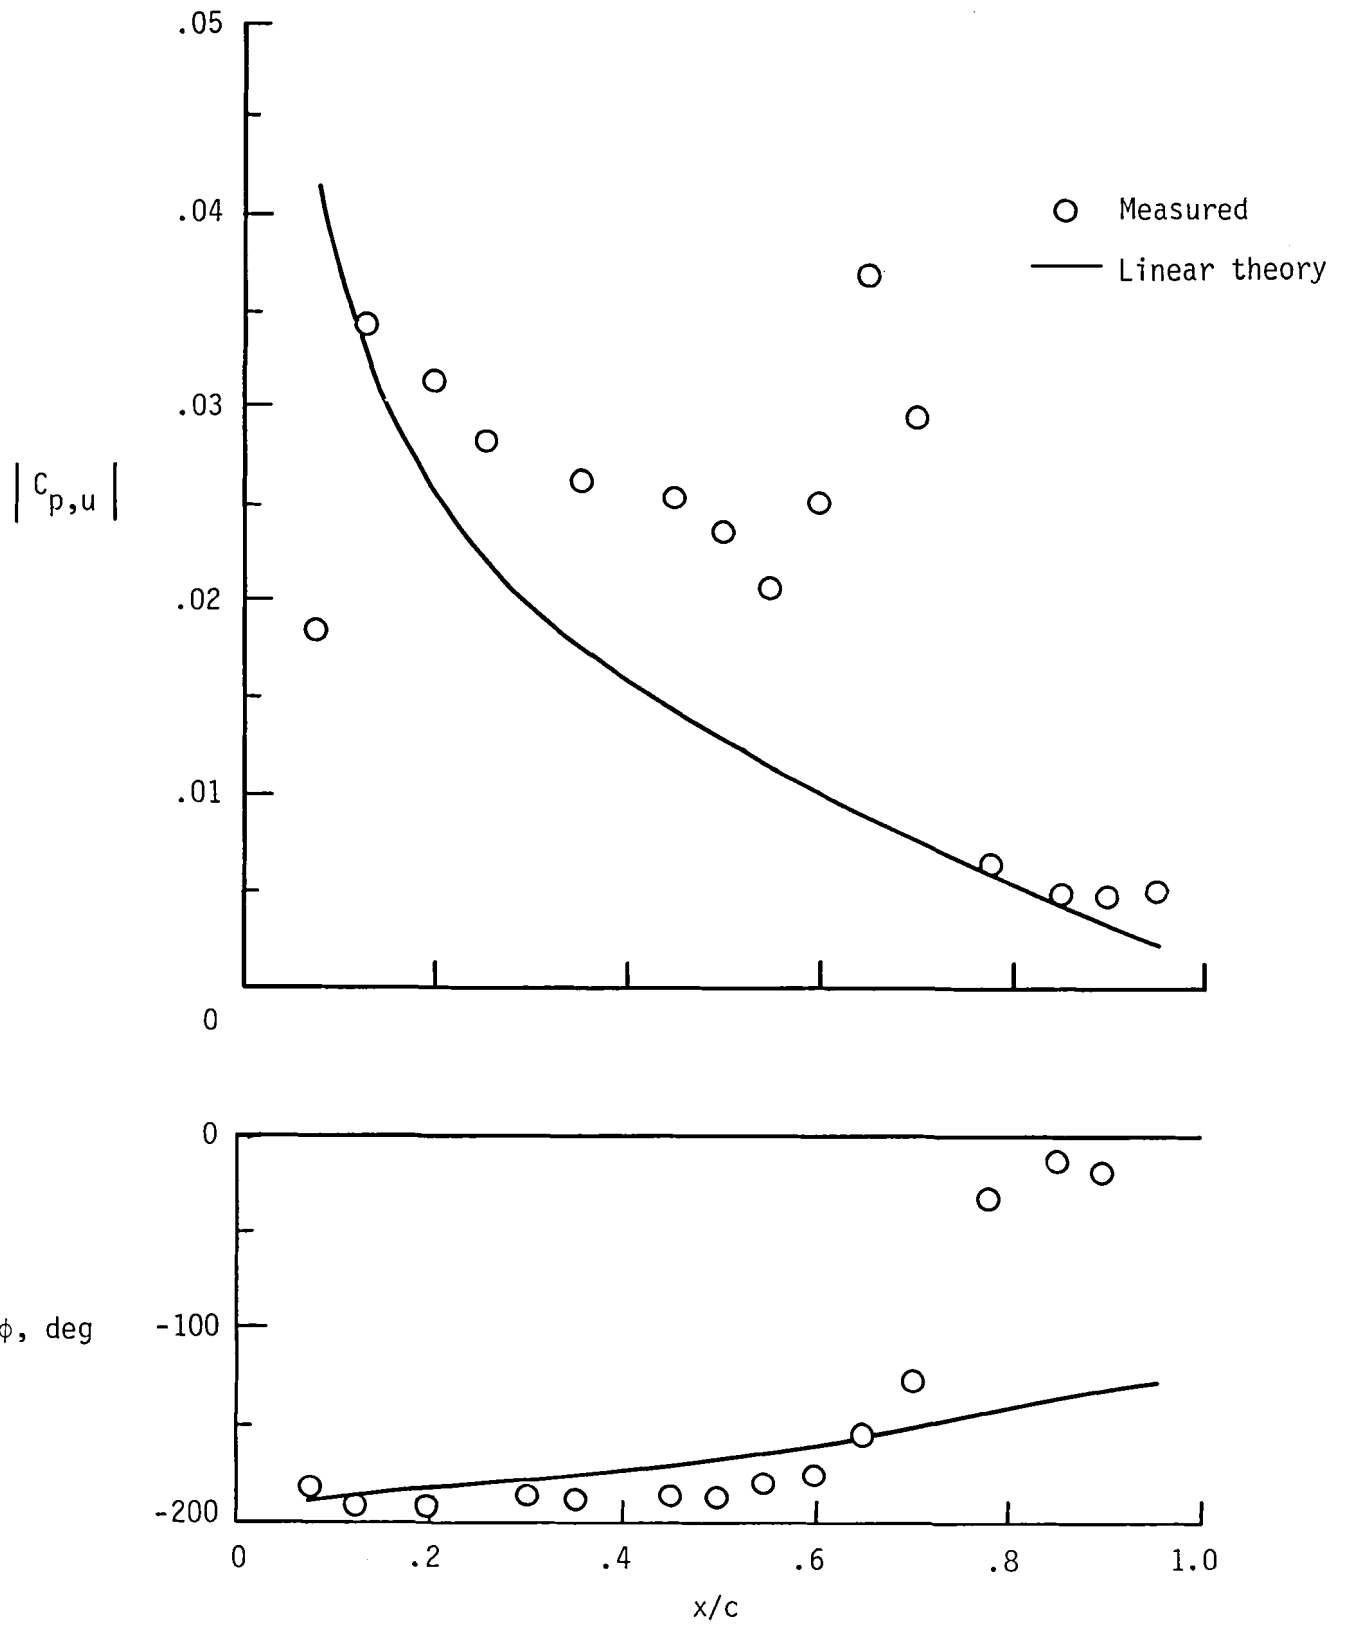 .05
.04
.03
.02
.01
0
|C_p,u|
Measured
Linear theory
0
-100
-200
φ, deg
0 .2 .4 .6 .8 1.0
x/c